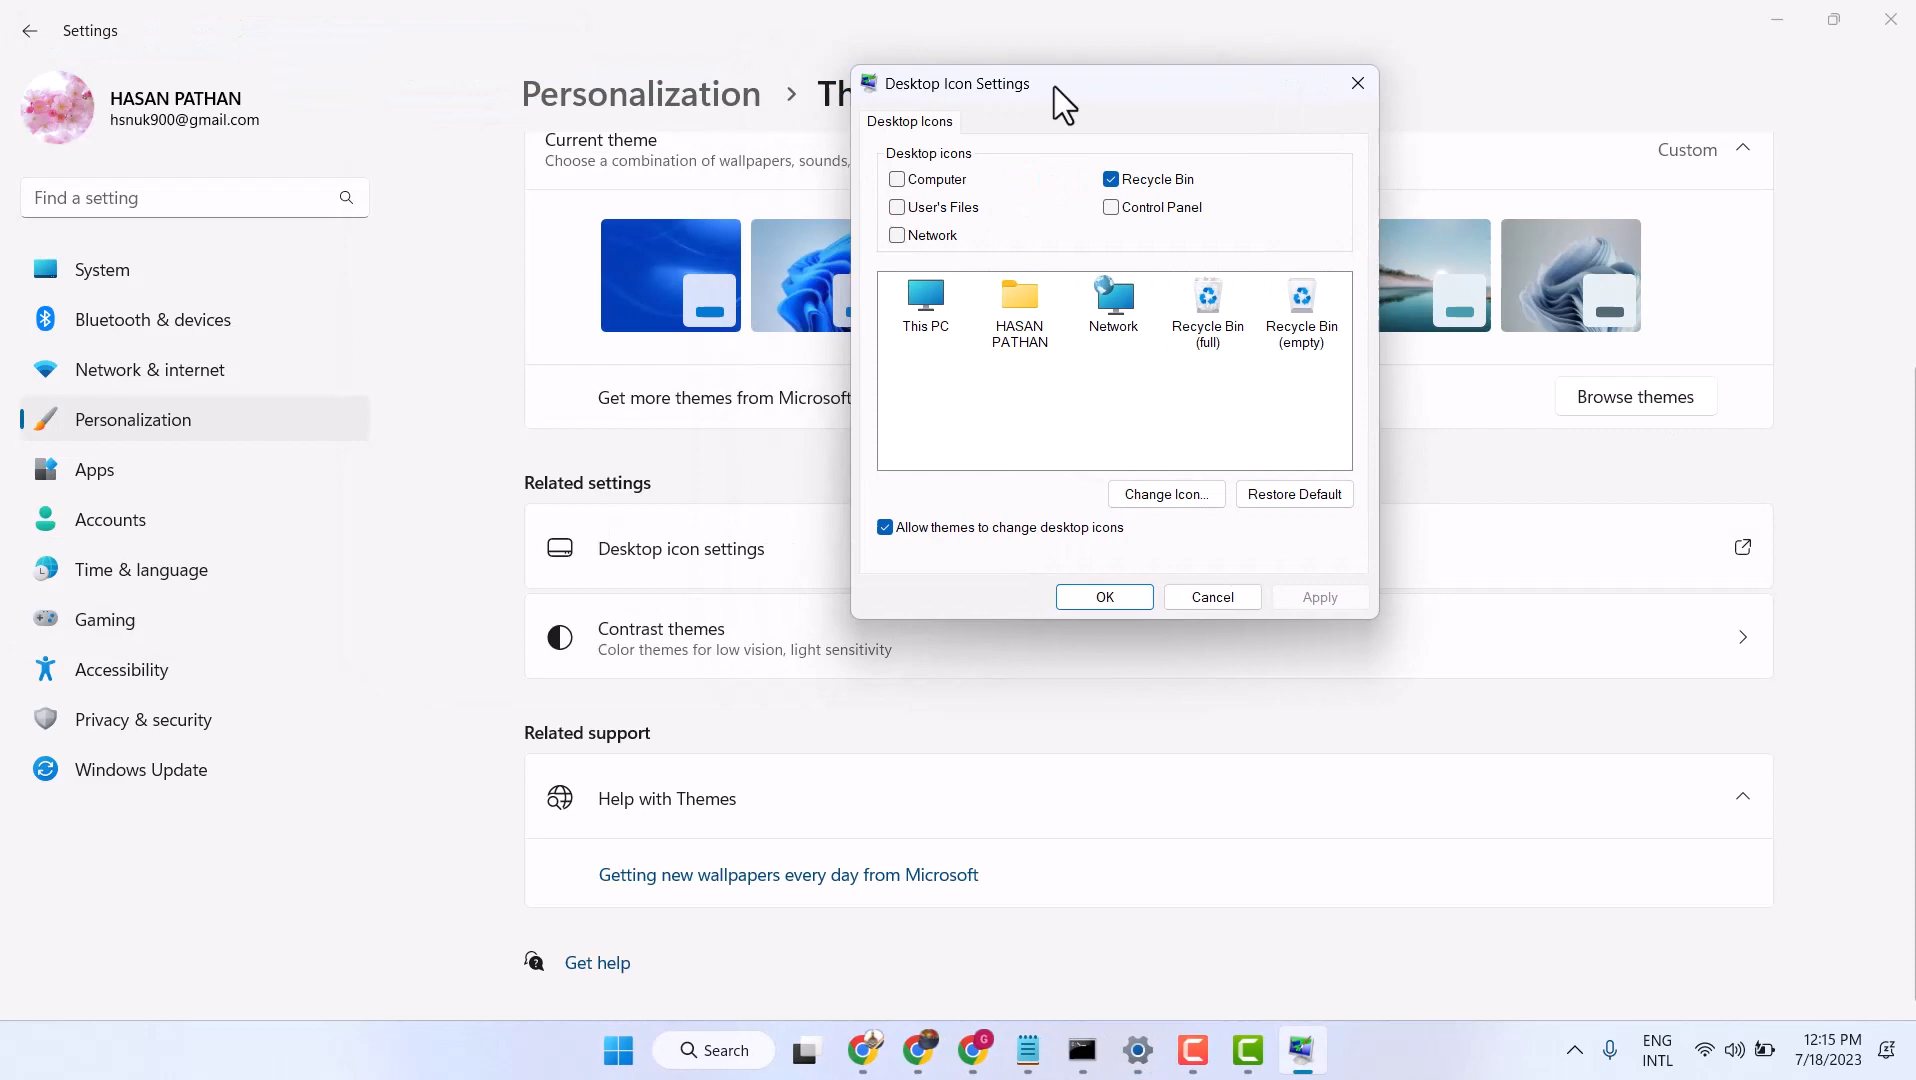 Settings
HASAN PATHAN
hsnuk900@gmail.com
Find a setting
System
Bluetooth & devices
Network & internet
Personalization
Apps
Accounts
Time & language
Gaming
Accessibility
Privacy & security
Windows Update
Personalization > Th
Current theme
Choose a combination of wallpapers, sounds,
Custom
Get more themes from Microsoft
Browse themes
Related settings
Desktop icon settings
Contrast themes
Color themes for low vision, light sensitivity
Related support
Help with Themes
Getting new wallpapers every day from Microsoft
Get help
Desktop Icon Settings
Desktop Icons
Desktop icons
Computer
Recycle Bin
User's Files
Control Panel
Network
This PC
HASAN
PATHAN
Network
Recycle Bin
(full)
Recycle Bin
(empty)
Change Icon...
Restore Default
Allow themes to change desktop icons
OK
Cancel
Apply
Search
G
ENG
INTL
12:15 PM
7/18/2023